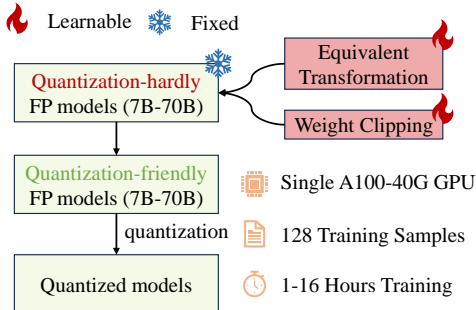 Learnable Fixed
Quantization-hardly
FP models (7B-70B)
Equivalent
Transformation
Weight Clipping
Quantization-friendly
FP models (7B-70B)
quantization
Quantized models
Single A100-40G GPU
128 Training Samples
1-16 Hours Training